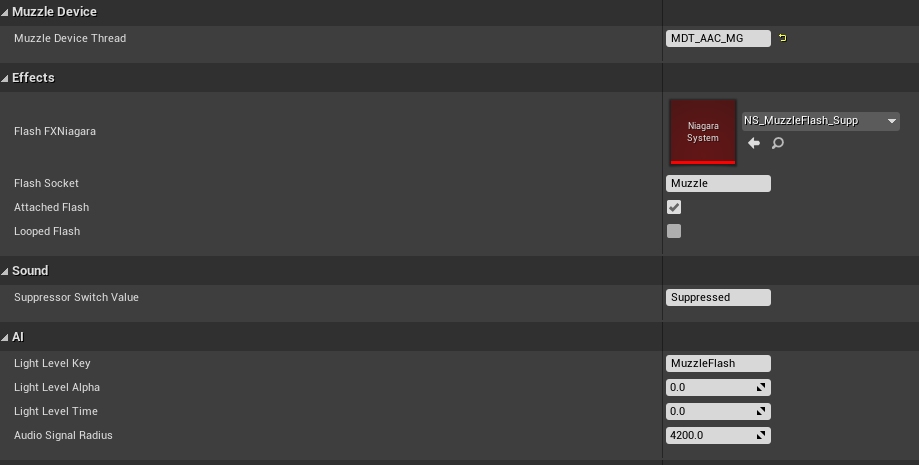 Muzzle Device
Muzzle Device Thread MDT_AAC_MG
Effects
Flash FXNiagara
Niagara System
NS_MuzzleFlash_Supp
Flash Socket Muzzle
Attached Flash
Looped Flash
Sound
Suppressor Switch Value Suppressed
AI
Light Level Key MuzzleFlash
Light Level Alpha 0.0
Light Level Time 0.0
Audio Signal Radius 4200.0